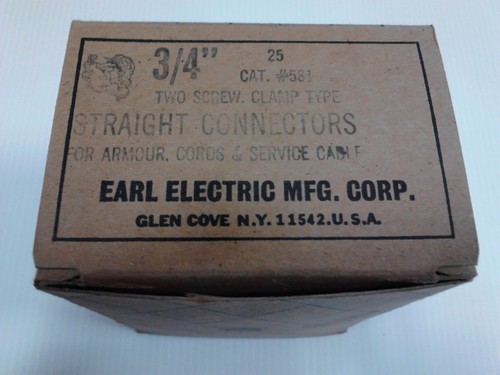 3/4" 25
CAT. #581
TWO SCREW. CLAMP TYPE
STRAIGHT CONNECTORS
FOR ARMOUR. CORDS & SERVICE CABLE
EARL ELECTRIC MFG. CORP.
GLEN COVE N.Y. 11542. U.S.A.